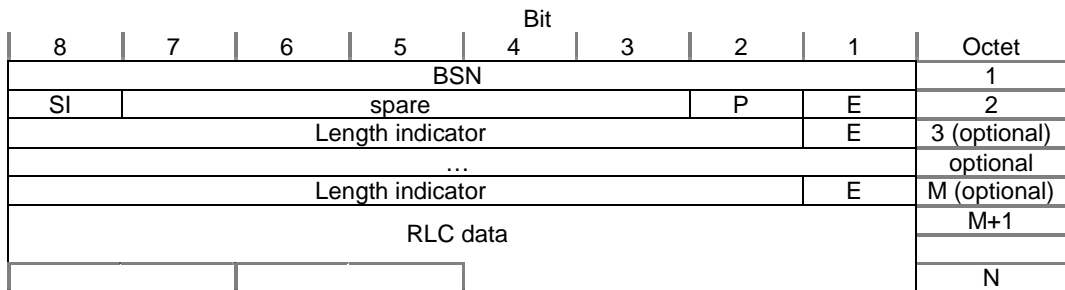 Bit
8 7 6 5 4 3 2 1 Octet
BSN 1
SI spare P E 2
Length indicator E 3 (optional)
… optional
Length indicator E M (optional)
RLC data M+1
N